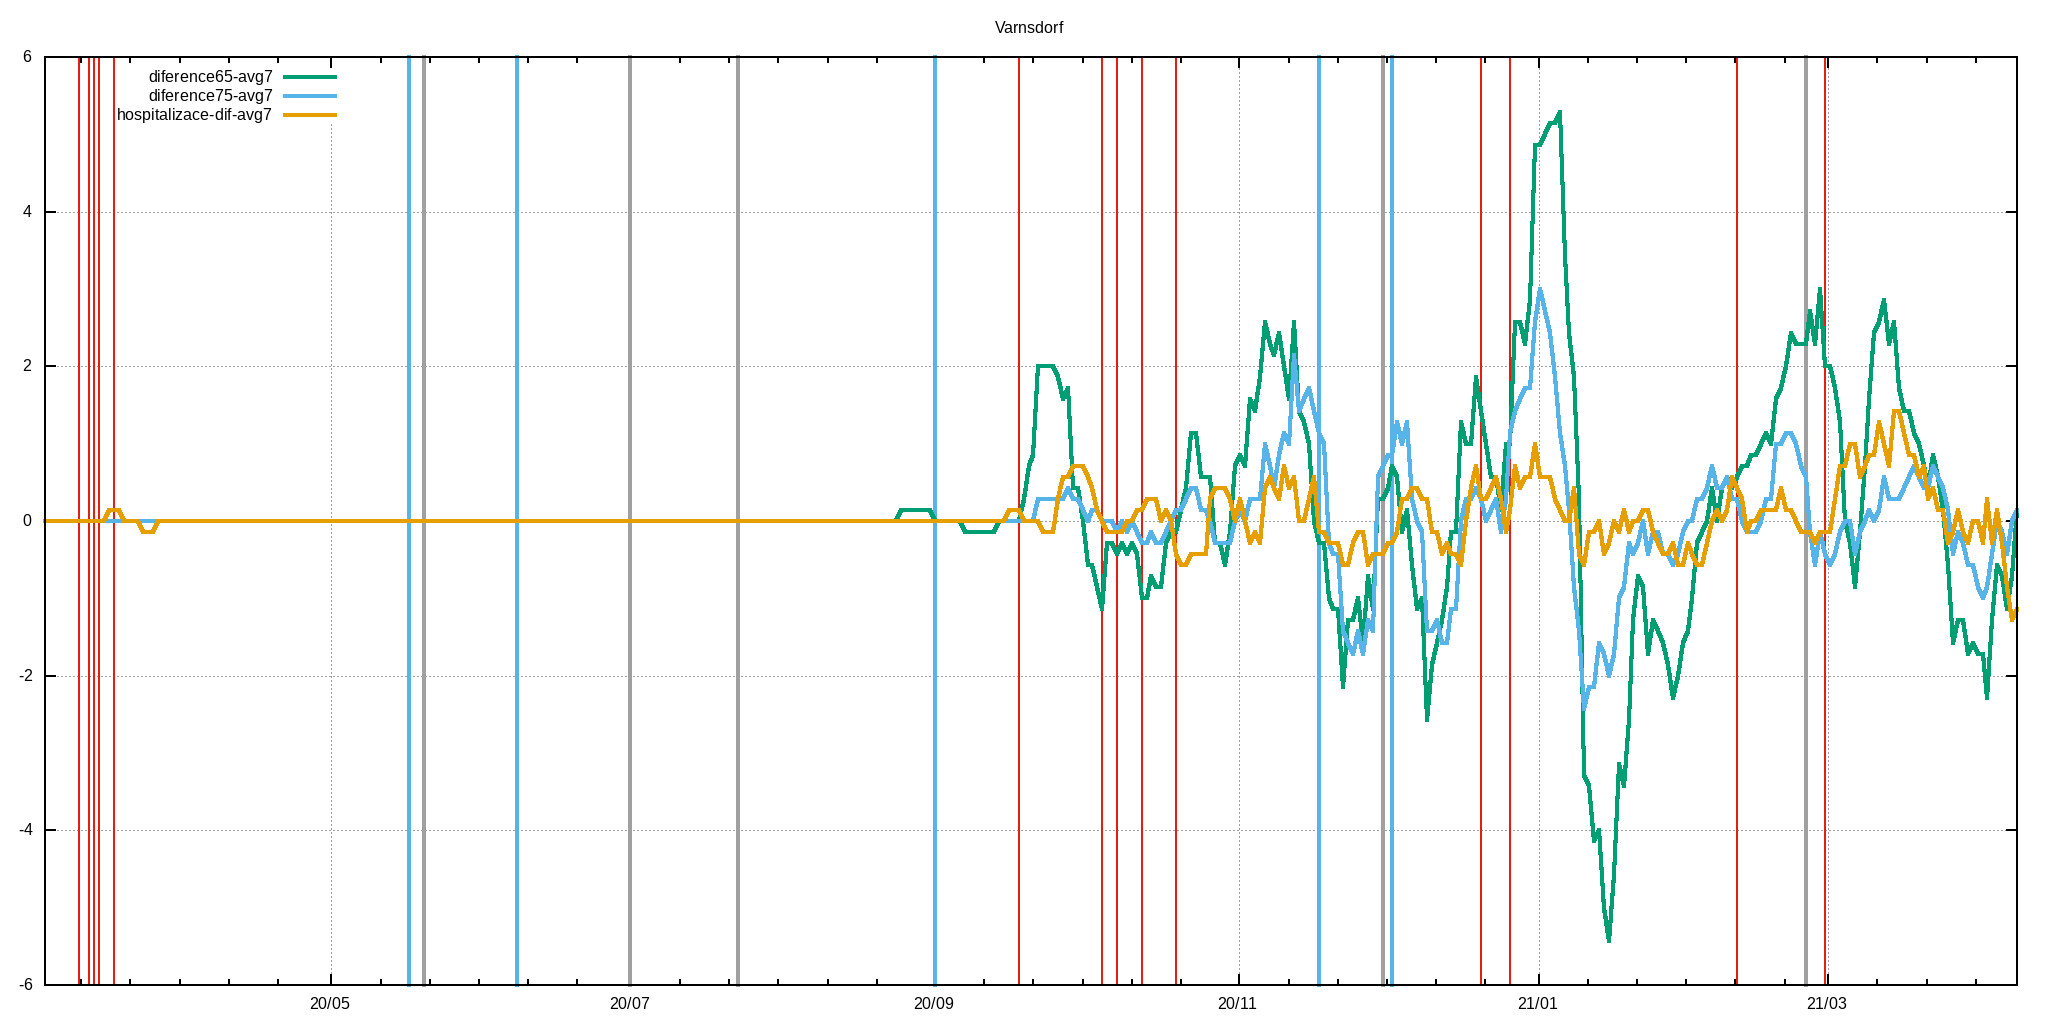 Varnsdorf
6
diference65-avg7
diference75-avg7
hospitalizace-dif-avg7
4
2
0
-2
-4
-6
20/05 20/07 20/09 20/11 21/01 21/03